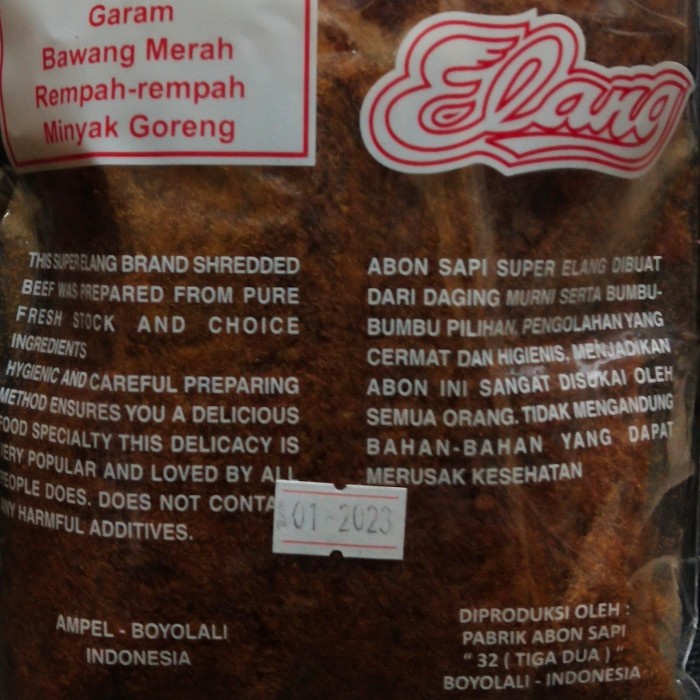 Garam
Bawang Merah
Rempah-rempah
Minyak Goreng
Elang
THIS SUPER ELANG BRAND SHREDDED
BEEF WAS PREPARED FROM PURE
FRESH STOCK AND CHOICE
INGREDIENTS
HYGIENIC AND CAREFUL PREPARING
METHOD ENSURES YOU A DELICIOUS
FOOD SPECIALTY THIS DELICACY IS
VERY POPULAR AND LOVED BY ALL
PEOPLE DOES. DOES NOT CONTA
ANY HARMFUL ADDITIVES.
ABON SAPI SUPER ELANG DIBUAT
DARI DAGING MURNI SERTA BUMBU-
BUMBU PILIHAN. PENGOLAHAN YANG
CERMAT DAN HIGIENIS, MENJADIKAN
ABON INI SANGAT DISUKAI OLEH
SEMUA ORANG. TIDAK MENGANDUNG
BAHAN-BAHAN YANG DAPAT
MERUSAK KESEHATAN
01-2023
AMPEL - BOYOLALI
INDONESIA
DIPRODUKSI OLEH :
PABRIK ABON SAPI
" 32 ( TIGA DUA ) "
BOYOLALI - INDONESIA